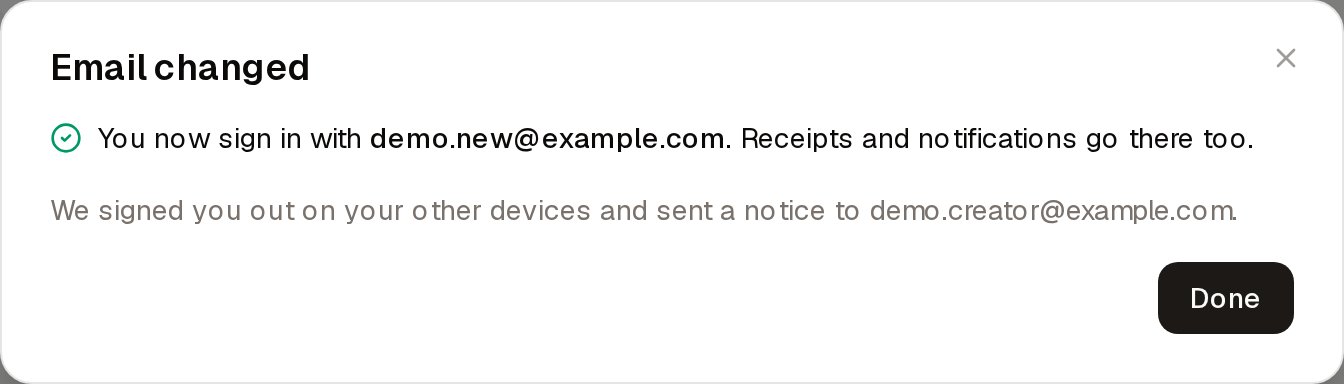 Email changed
You now sign in with demo.new@example.com. Receipts and notifications go there too.
We signed you out on your other devices and sent a notice to demo.creator@example.com.
Done